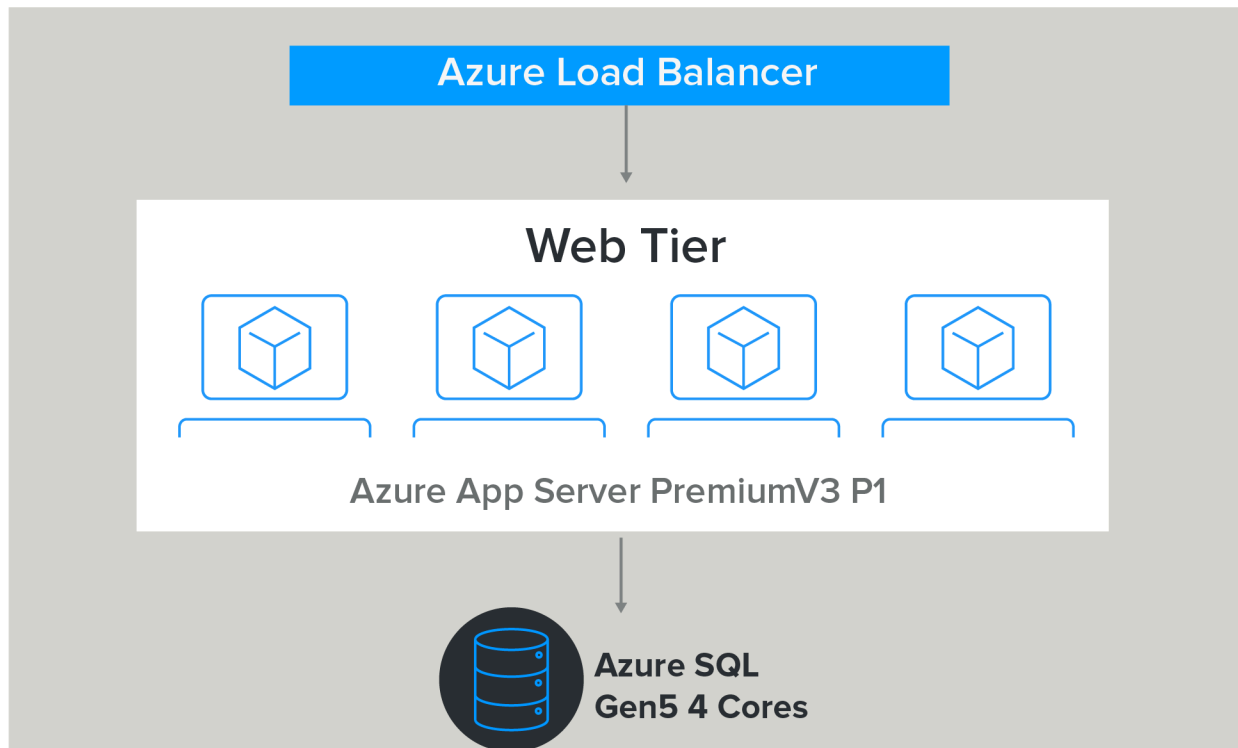 Azure Load Balancer
Web Tier
Azure App Server PremiumV3 P1
Azure SQL
Gen5 4 Cores